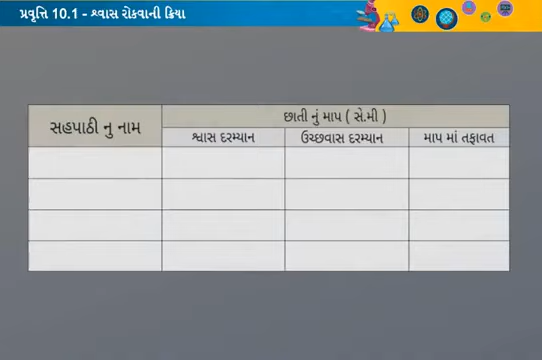 પ્રવૃત્તિ 10.1 - શ્વાસ રોકવાની ક્રિયા
સહપાઠી નુ નામ
છાતી નું માપ ( સે.મી )
શ્વાસ દરમ્યાન
ઉચ્છવાસ દરમ્યાન
માપ માં તફાવત